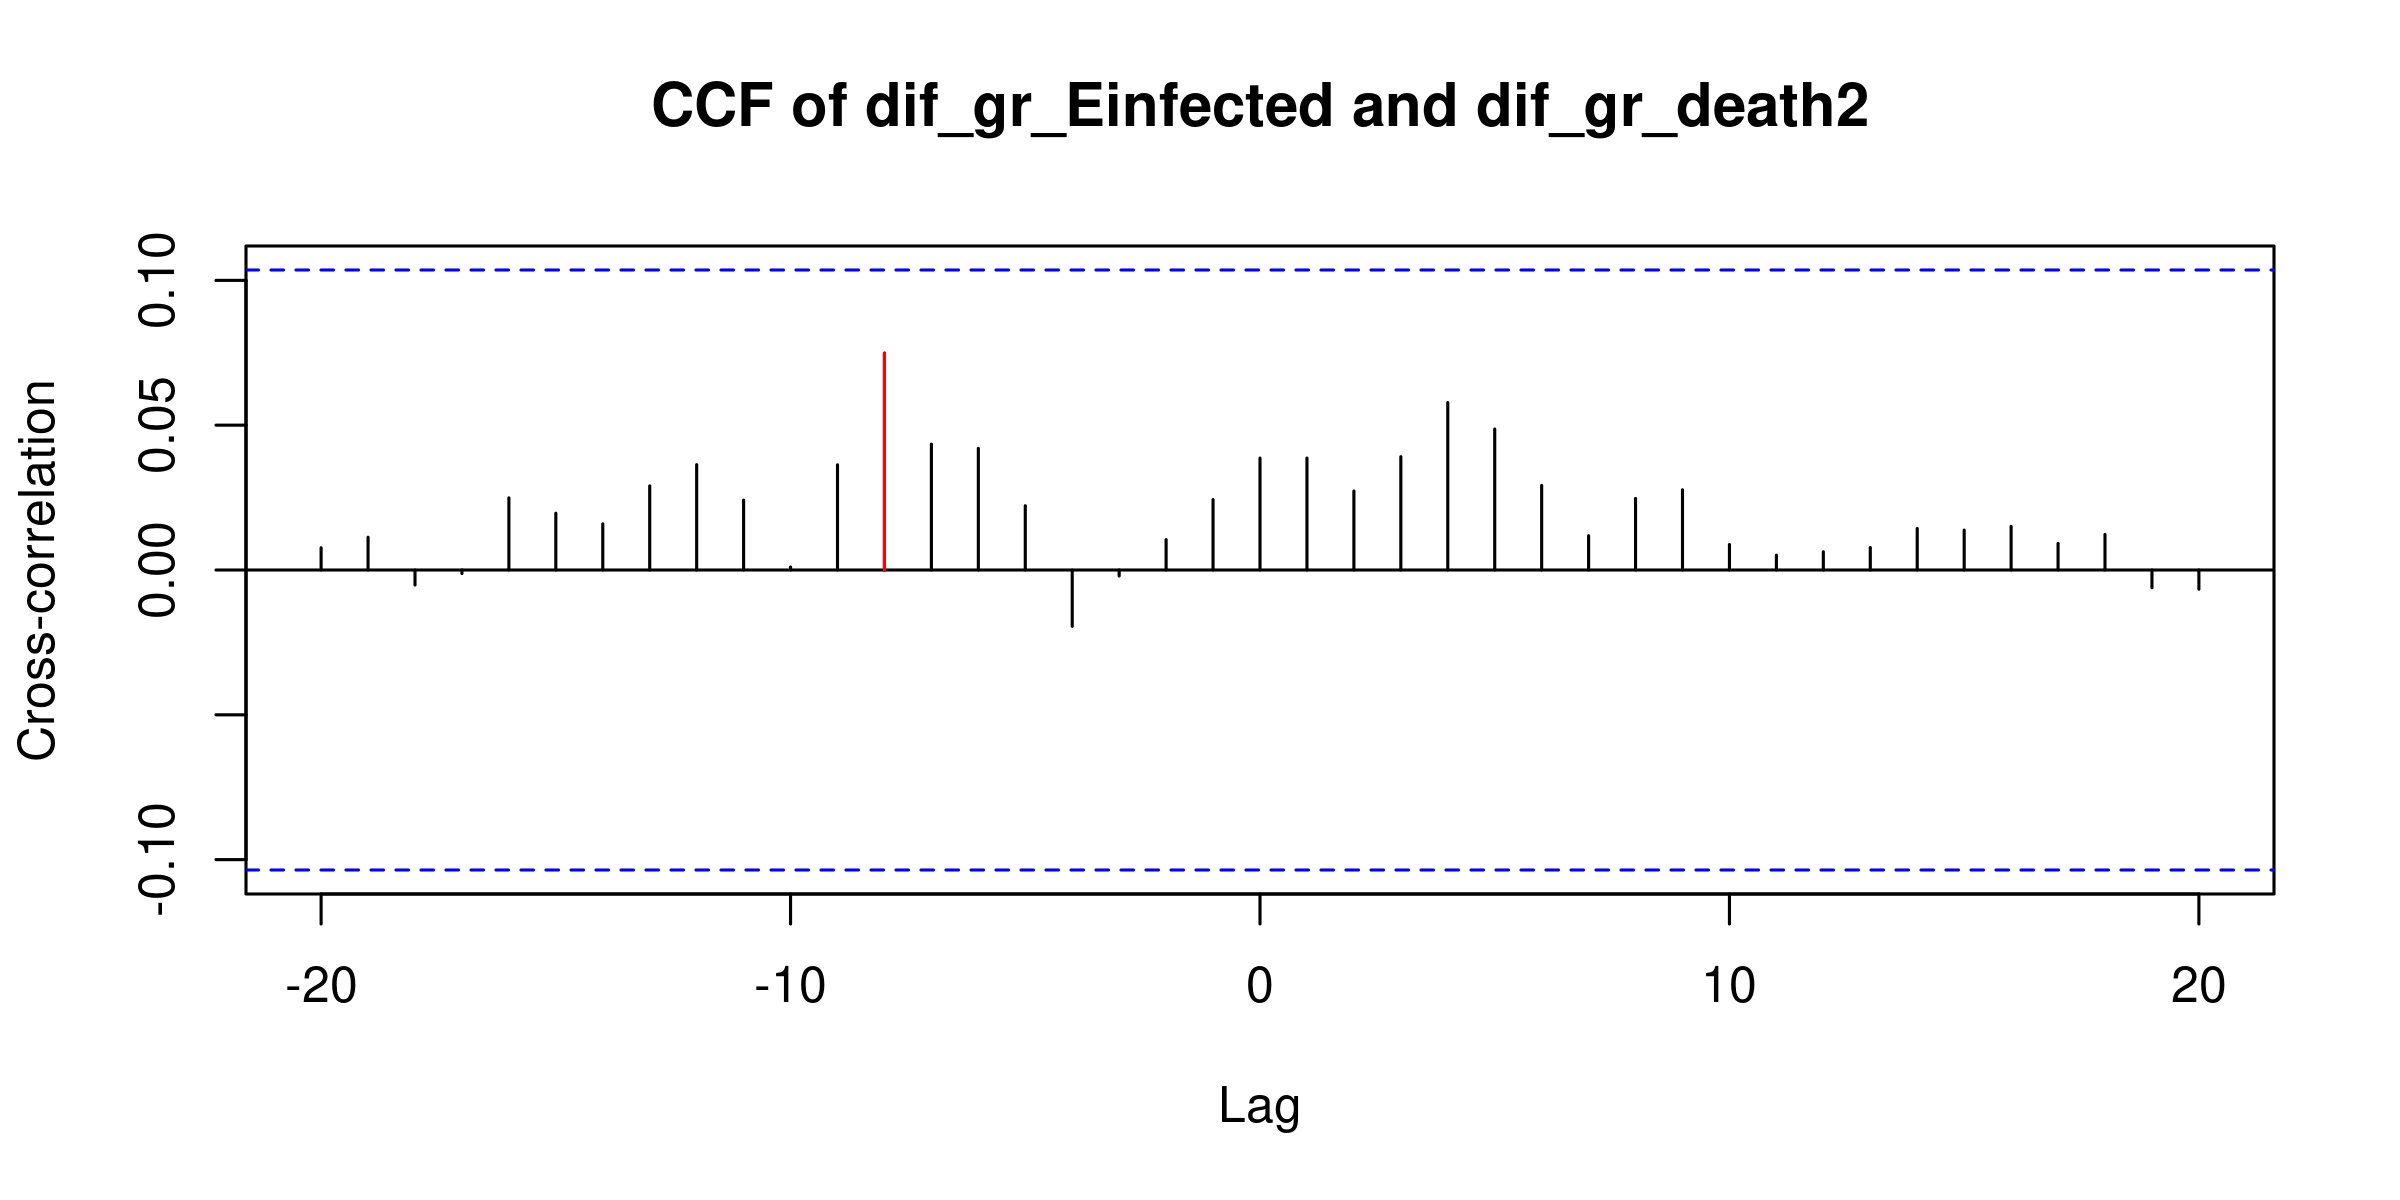 CCF of dif_gr_Einfected and dif_gr_death2
Cross-correlation
0.10
0.05
0.00
-0.10
-20 -10 0 10 20
Lag